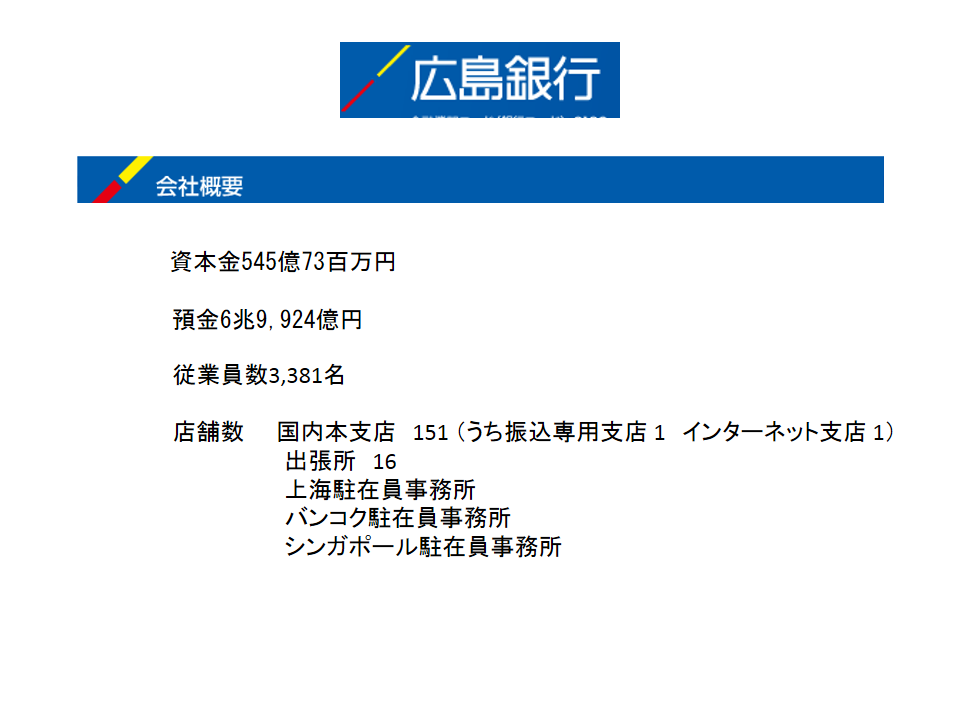 広島銀行
会社概要
資本金545億73百万円
預金6兆9,924億円
従業員数3,381名
店舗数　国内本支店　151（うち振込専用支店1　インターネット支店1）
出張所　16
上海駐在員事務所
バンコク駐在員事務所
シンガポール駐在員事務所